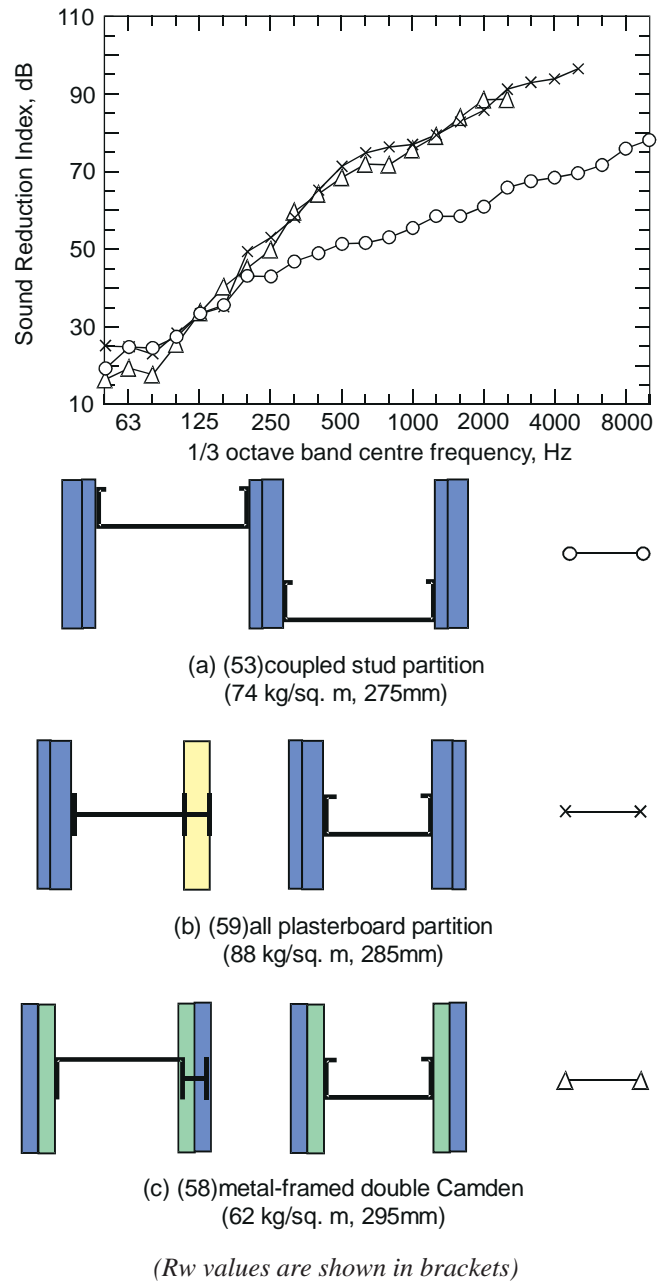 110
90
70
50
30
10
Sound Reduction Index, dB
63 125 250 500 1000 2000 4000 8000
1/3 octave band centre frequency, Hz
(a) (53)coupled stud partition
(74 kg/sq. m, 275mm)
(b) (59)all plasterboard partition
(88 kg/sq. m, 285mm)
(c) (58)metal-framed double Camden
(62 kg/sq. m, 295mm)
(Rw values are shown in brackets)